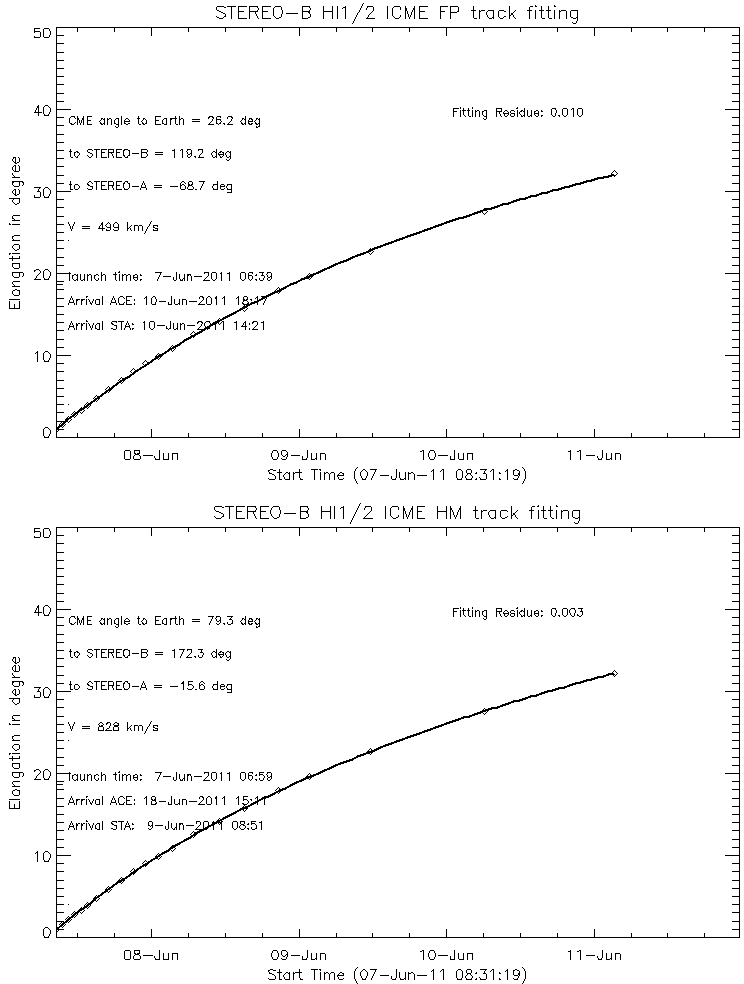 STEREO-B HI1/2 ICME FP track fitting
50
40
30
20
10
0
Elongation in degree
CME angle to Earth = 26.2 deg
Fitting Residue: 0.010
to STEREO-B = 119.2 deg
to STEREO-A = -68.7 deg
V = 499 km/s
launch time: 7-Jun-2011 06:39
Arrival ACE: 10-Jun-2011 18:17
Arrival STA: 10-Jun-2011 14:21
08-Jun 09-Jun 10-Jun 11-Jun
Start Time (07-Jun-11 08:31:19)
STEREO-B HI1/2 ICME HM track fitting
50
40
30
20
10
0
Elongation in degree
CME angle to Earth = 79.3 deg
Fitting Residue: 0.003
to STEREO-B = 172.3 deg
to STEREO-A = -15.6 deg
V = 828 km/s
launch time: 7-Jun-2011 06:59
Arrival ACE: 18-Jun-2011 15:11
Arrival STA: 9-Jun-2011 08:51
08-Jun 09-Jun 10-Jun 11-Jun
Start Time (07-Jun-11 08:31:19)